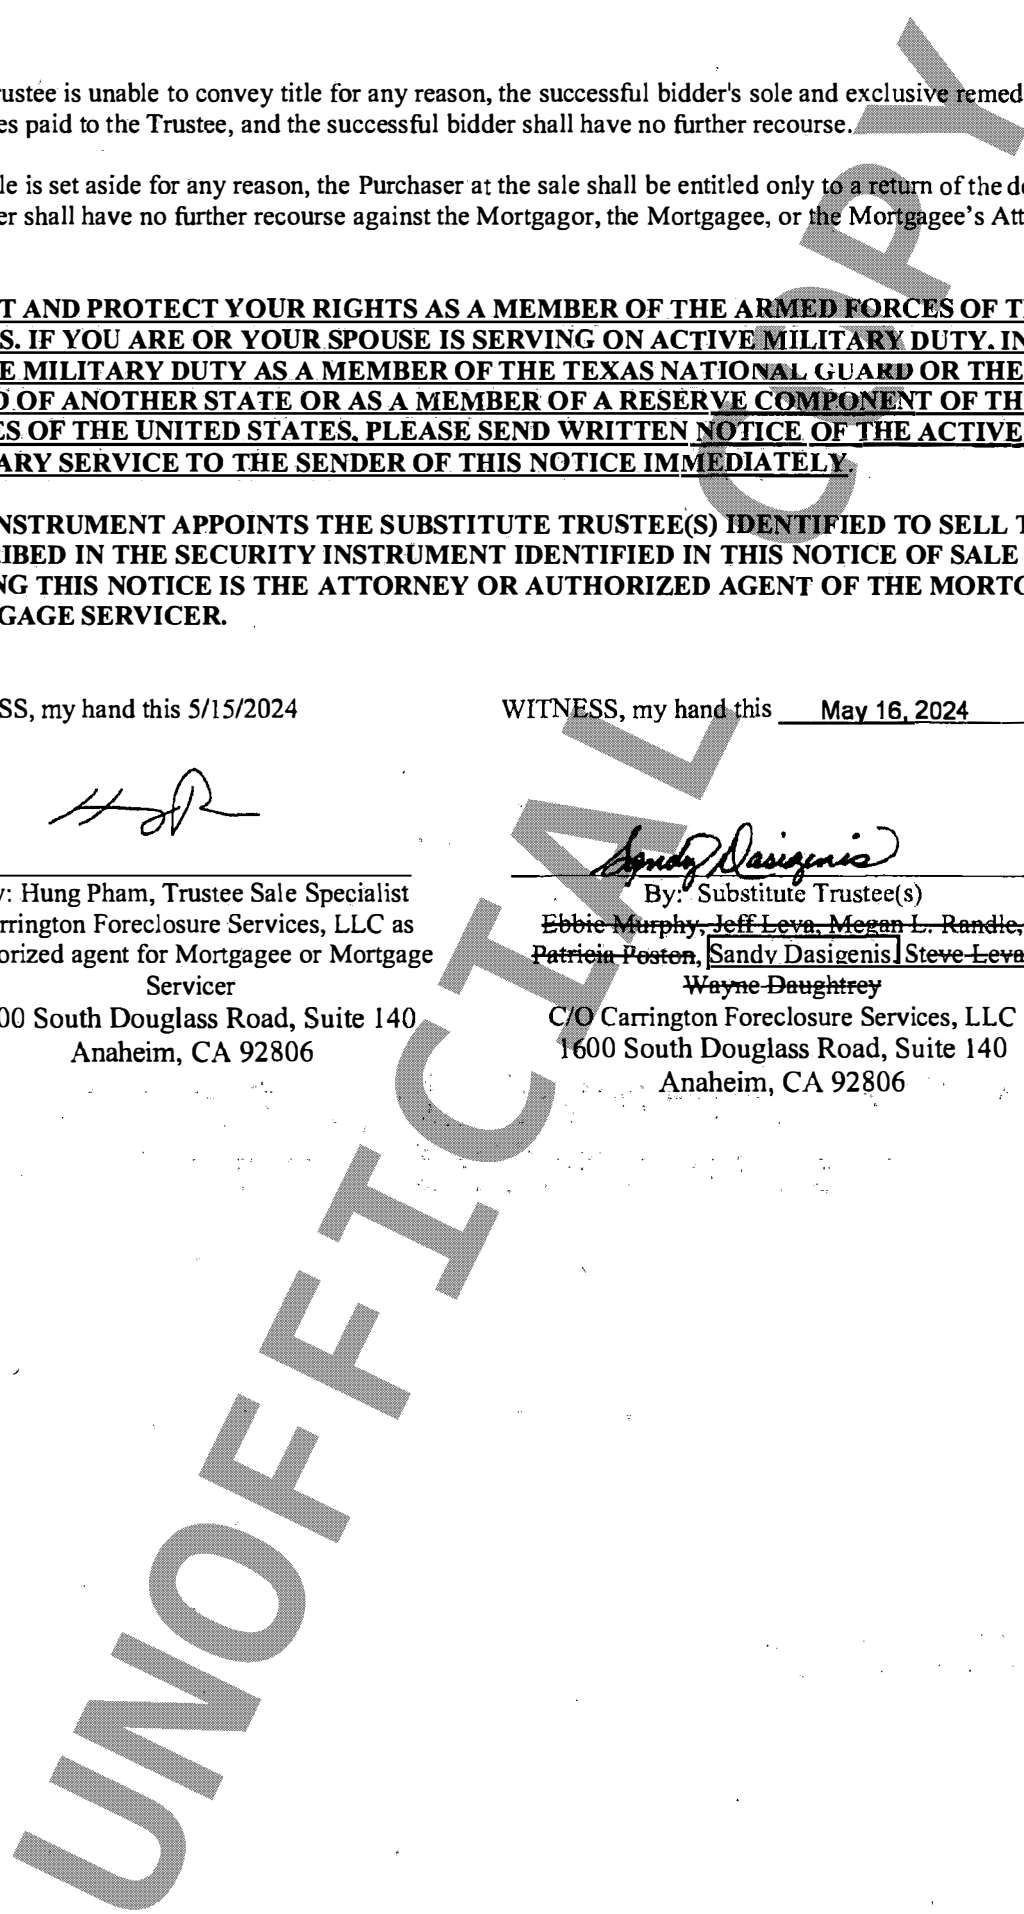 ustee is unable to convey title for any reason, the successful bidder's sole and exclusive remed
es paid to the Trustee, and the successful bidder shall have no further recourse.
le is set aside for any reason, the Purchaser at the sale shall be entitled only to a return of the de
er shall have no further recourse against the Mortgagor, the Mortgagee, or the Mortgagee's Att
T AND PROTECT YOUR RIGHTS AS A MEMBER OF THE ARMED FORCES OF T
S. IF YOU ARE OR YOUR SPOUSE IS SERVING ON ACTIVE MILITARY DUTY, IN
E MILITARY DUTY AS A MEMBER OF THE TEXAS NATIONAL GUARD OR THE
D OF ANOTHER STATE OR AS A MEMBER OF A RESERVE COMPONENT OF TH
ES OF THE UNITED STATES, PLEASE SEND WRITTEN NOTICE OF THE ACTIVE
ARY SERVICE TO THE SENDER OF THIS NOTICE IMMEDIATELY.
NSTRUMENT APPOINTS THE SUBSTITUTE TRUSTEE(S) IDENTIFIED TO SELL T
IBED IN THE SECURITY INSTRUMENT IDENTIFIED IN THIS NOTICE OF SALE
NG THIS NOTICE IS THE ATTORNEY OR AUTHORIZED AGENT OF THE MORTG
GAGE SERVICER.
SS, my hand this 5/15/2024
WITNESS, my hand this May 16, 2024
Sandy Dasigenis
y: Hung Pham, Trustee Sale Specialist
rrington Foreclosure Services, LLC as
orized agent for Mortgagee or Mortgage
Servicer
00 South Douglass Road, Suite 140
Anaheim, CA 92806
By: Substitute Trustee(s)
Ebbie Murphy, Jeff Leva, Megan L. Randle,
Patricia Poston, Sandy Dasigenis, Steve Leva
Wayne Daughtrey
C/O Carrington Foreclosure Services, LLC
1600 South Douglass Road, Suite 140
Anaheim, CA 92806
UNOFFICIAL COPY